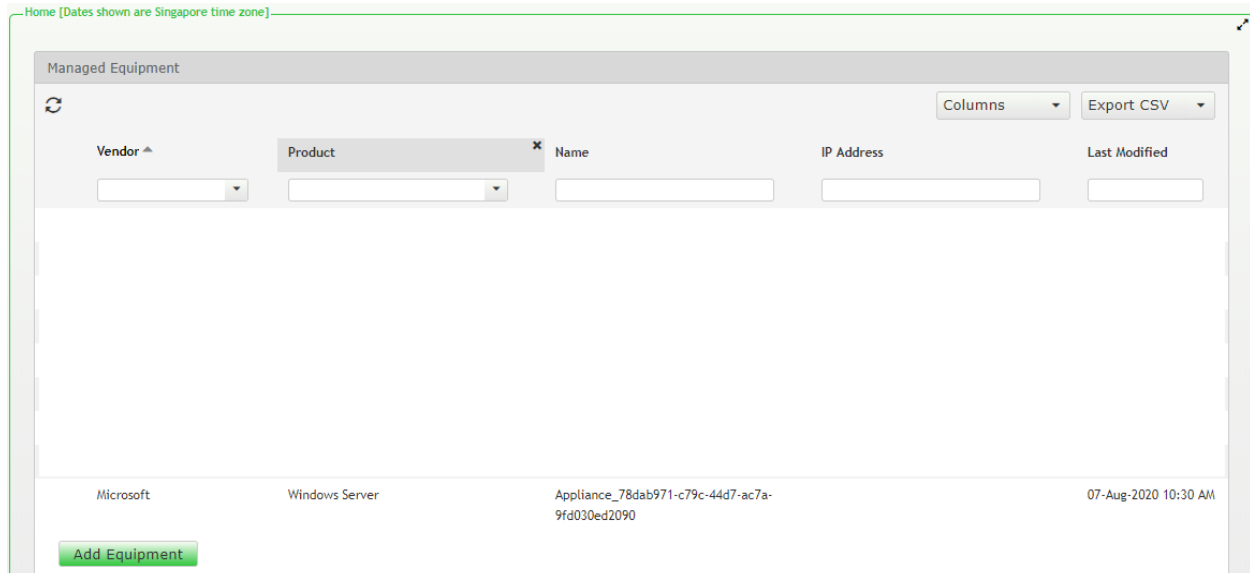 Home [Dates shown are Singapore time zone]
Managed Equipment
Columns Export CSV
Vendor Product Name IP Address Last Modified
Microsoft Windows Server Appliance_78dab971-c79c-44d7-ac7a- 07-Aug-2020 10:30 AM
9fd030ed2090
Add Equipment